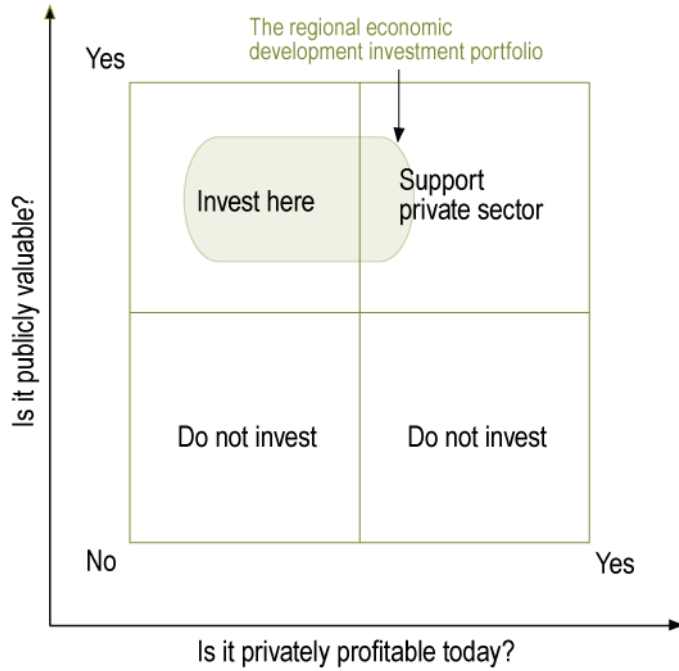 The regional economic
development investment portfolio
Yes
Invest here
Support
private sector
Is it publicly valuable?
Do not invest
Do not invest
No
Yes
Is it privately profitable today?